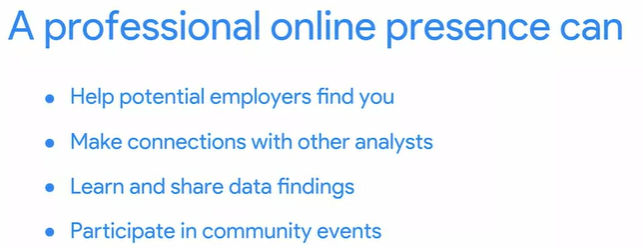 A professional online presence can
• Help potential employers find you
• Make connections with other analysts
• Learn and share data findings
• Participate in community events